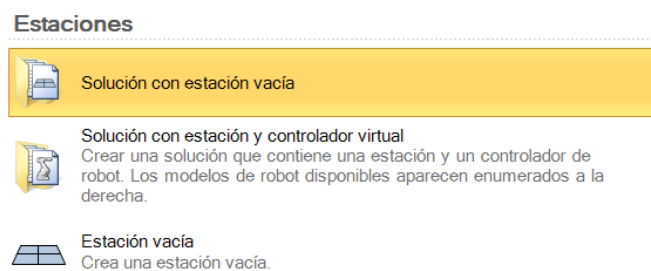 Estaciones
Solución con estación vacía
Solución con estación y controlador virtual
Crear una solución que contiene una estación y un controlador de
robot. Los modelos de robot disponibles aparecen enumerados a la
derecha.
Estación vacía
Crea una estación vacía.